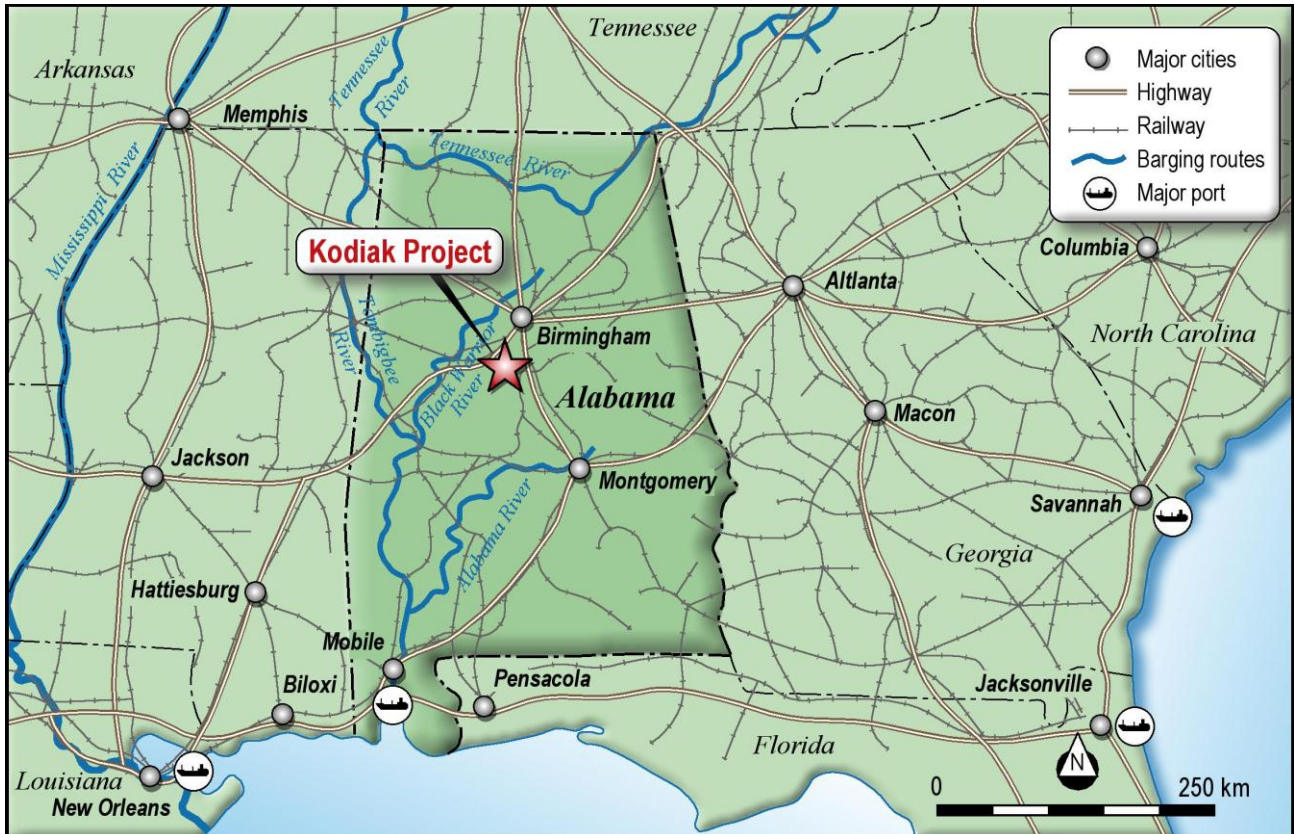 Tennessee
Arkansas
Tennessee
River
Major cities
Highway
Railway
Barging routes
Major port
Memphis
Tennessee River
Mississippi River
Kodiak Project
Columbia
Altlanta
North Carolina
Tombigbee
River
Birmingham
Black Warrior
River
Alabama
Macon
Jackson
Montgomery
Savannah
Alabama River
Georgia
Hattiesburg
Mobile
Biloxi
Pensacola
Jacksonville
Florida
N
Louisiana
New Orleans
0
250 km